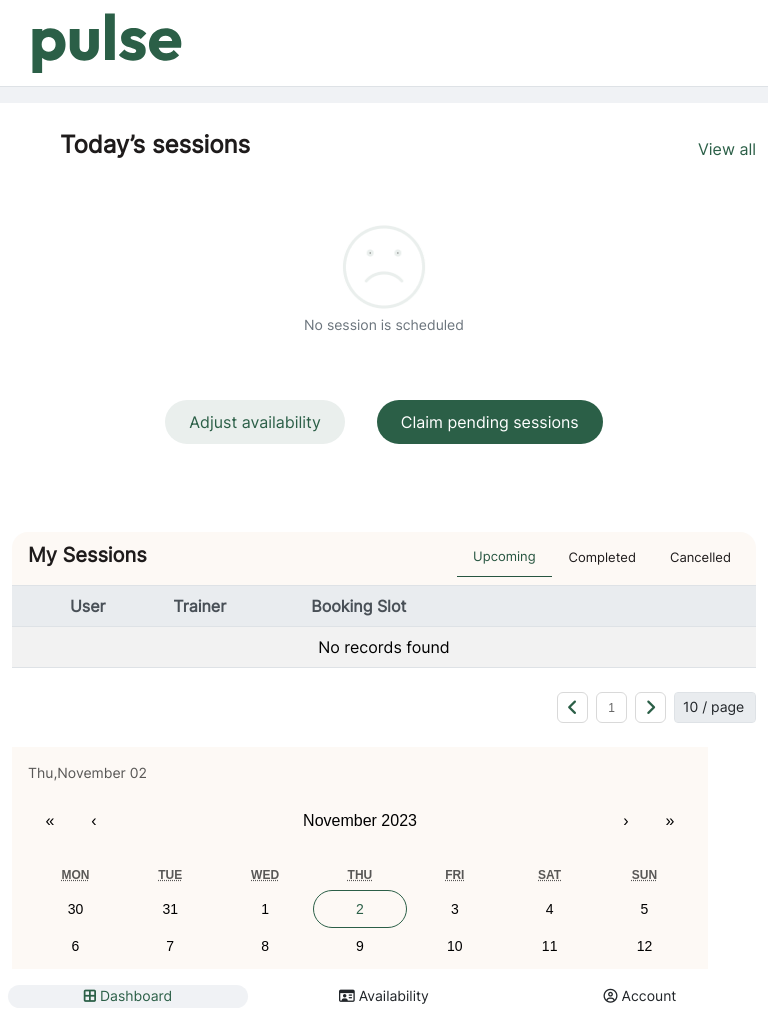 pulse
Today’s sessions
View all
No session is scheduled
Adjust availability
Claim pending sessions
My Sessions
Upcoming Completed Cancelled
User Trainer Booking Slot
No records found
1 10 / page
Thu,November 02
« ‹ November 2023 › »
MON TUE WED THU FRI SAT SUN
30 31 1 2 3 4 5
6 7 8 9 10 11 12
Dashboard Availability Account